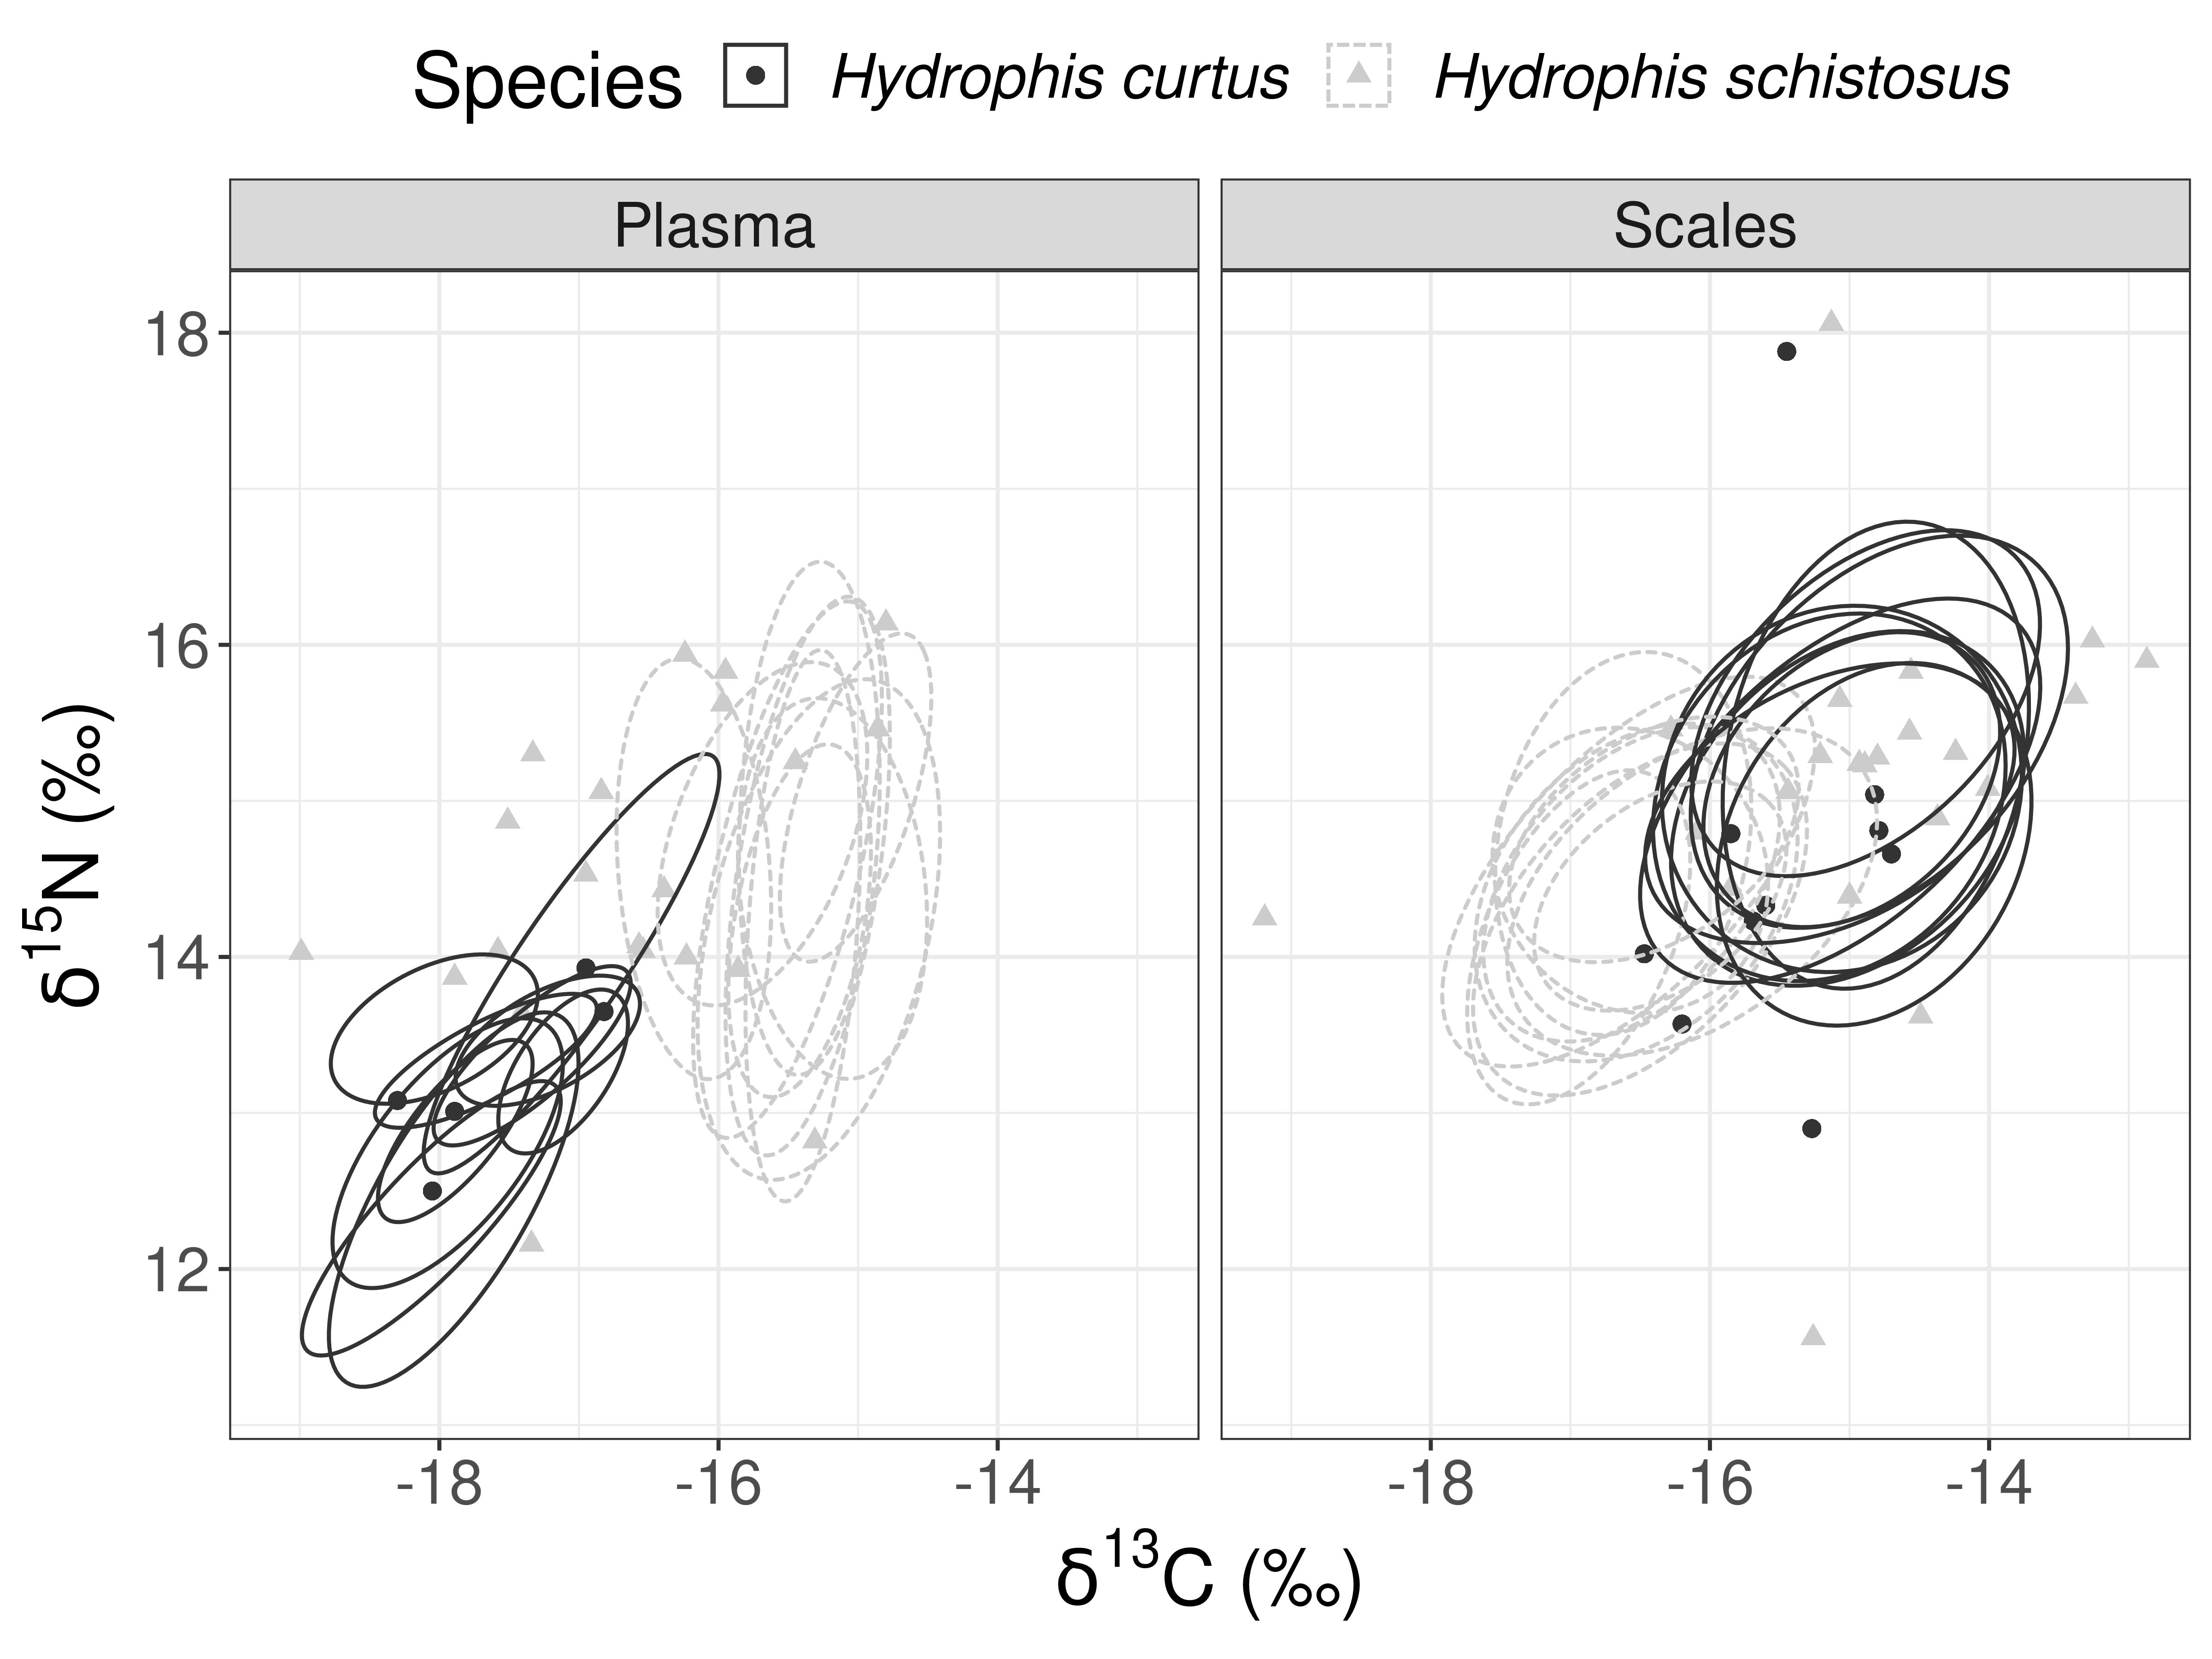 Species Hydrophis curtus Hydrophis schistosus
Plasma Scales
18
16
14
12
δ15N (‰)
-18 -16 -14 -18 -16 -14
δ13C (‰)